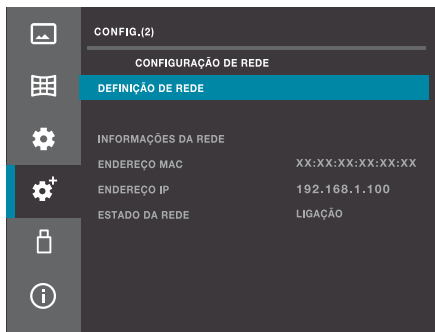 CONFIG.(2)
CONFIGURAÇÃO DE REDE
DEFINIÇÃO DE REDE
INFORMAÇÕES DA REDE
ENDEREÇO MAC XX:XX:XX:XX:XX:XX
ENDEREÇO IP 192.168.1.100
ESTADO DA REDE LIGAÇÃO